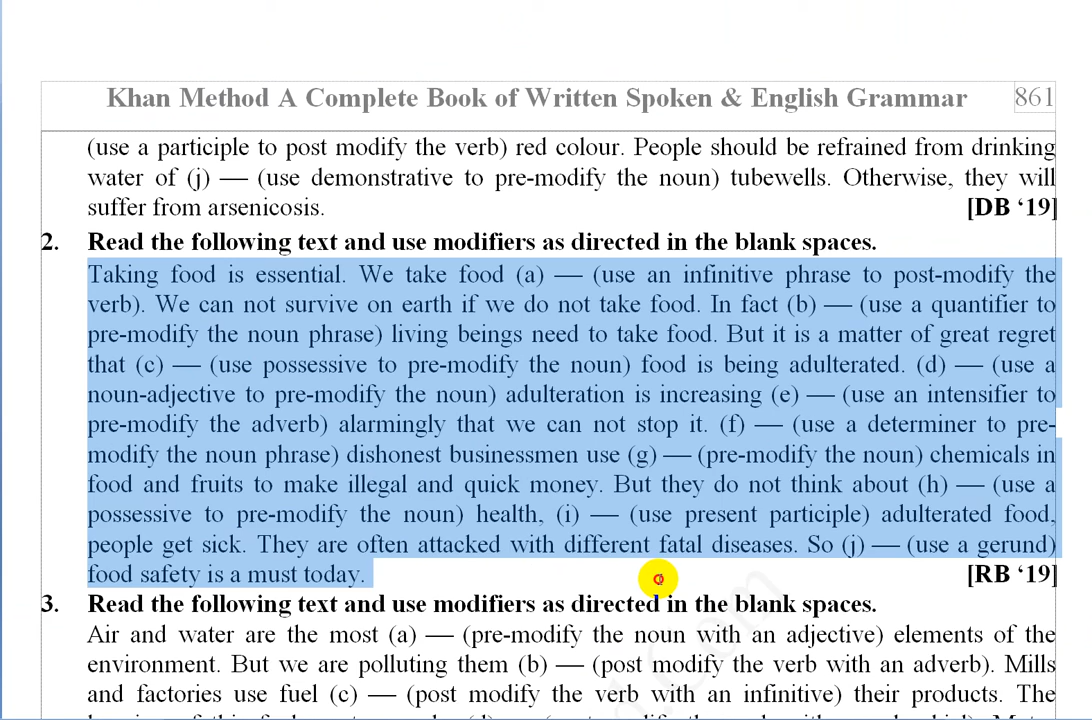 Khan Method A Complete Book of Written Spoken & English Grammar 861
(use a participle to post modify the verb) red colour. People should be refrained from drinking
water of (j) — (use demonstrative to pre-modify the noun) tubewells. Otherwise, they will
suffer from arsenicosis. [DB ‘19]
2. Read the following text and use modifiers as directed in the blank spaces.
Taking food is essential. We take food (a) — (use an infinitive phrase to post-modify the
verb). We can not survive on earth if we do not take food. In fact (b) — (use a quantifier to
pre-modify the noun phrase) living beings need to take food. But it is a matter of great regret
that (c) — (use possessive to pre-modify the noun) food is being adulterated. (d) — (use a
noun-adjective to pre-modify the noun) adulteration is increasing (e) — (use an intensifier to
pre-modify the adverb) alarmingly that we can not stop it. (f) — (use a determiner to pre-
modify the noun phrase) dishonest businessmen use (g) — (pre-modify the noun) chemicals in
food and fruits to make illegal and quick money. But they do not think about (h) — (use a
possessive to pre-modify the noun) health, (i) — (use present participle) adulterated food,
people get sick. They are often attacked with different fatal diseases. So (j) — (use a gerund)
food safety is a must today. [RB ‘19]
3. Read the following text and use modifiers as directed in the blank spaces.
Air and water are the most (a) — (pre-modify the noun with an adjective) elements of the
environment. But we are polluting them (b) — (post modify the verb with an adverb). Mills
and factories use fuel (c) — (post modify the verb with an infinitive) their products. The